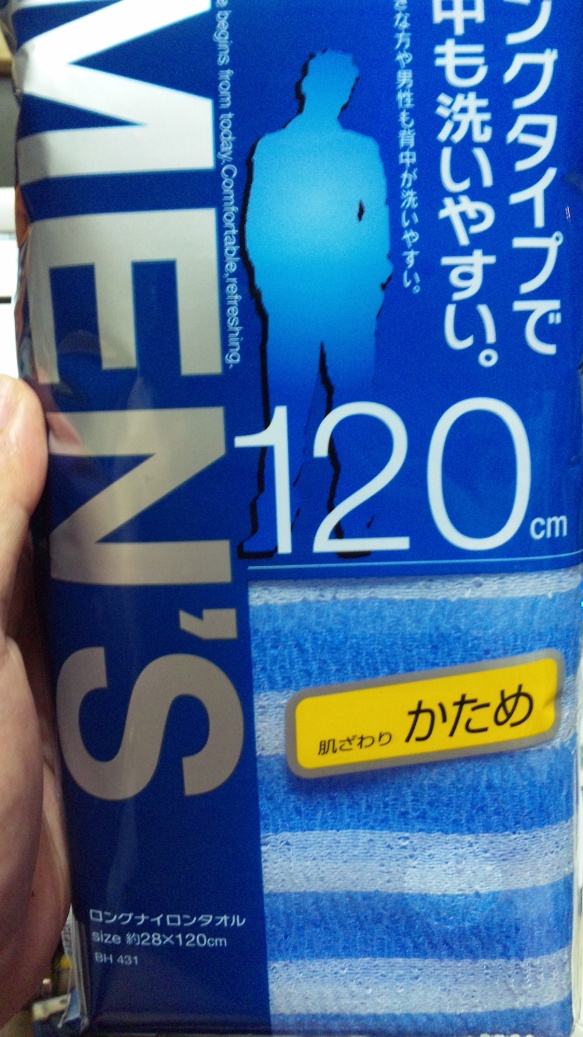 MEN'S
begins from today. Comfortable, refreshing.
ングタイプで
中も洗いやすい。
な方や男性も背中が洗いやすい。
120cm
肌ざわり かため
ロングナイロンタオル
size 約28×120cm
BH 431